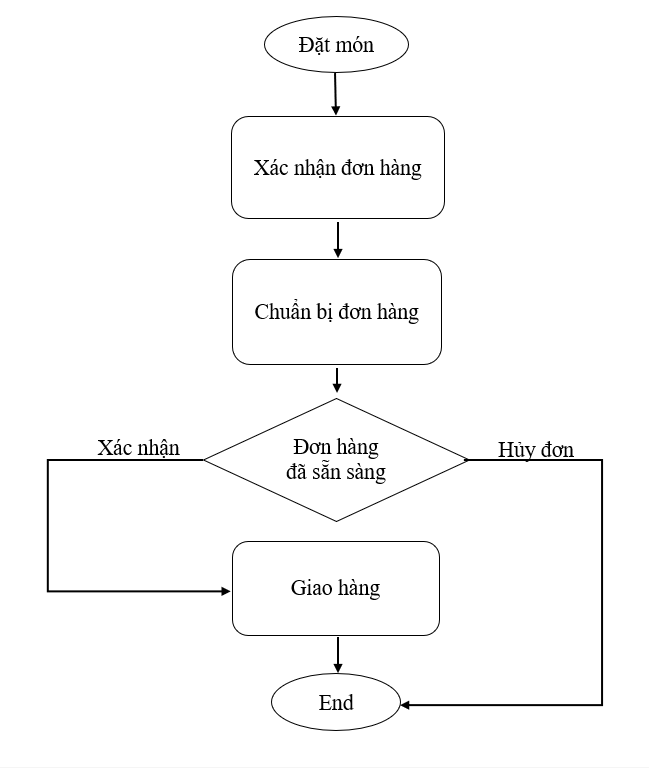 Đặt món
Xác nhận đơn hàng
Chuẩn bị đơn hàng
Xác nhận
Đơn hàng
đã sẵn sàng
Hủy đơn
Giao hàng
End